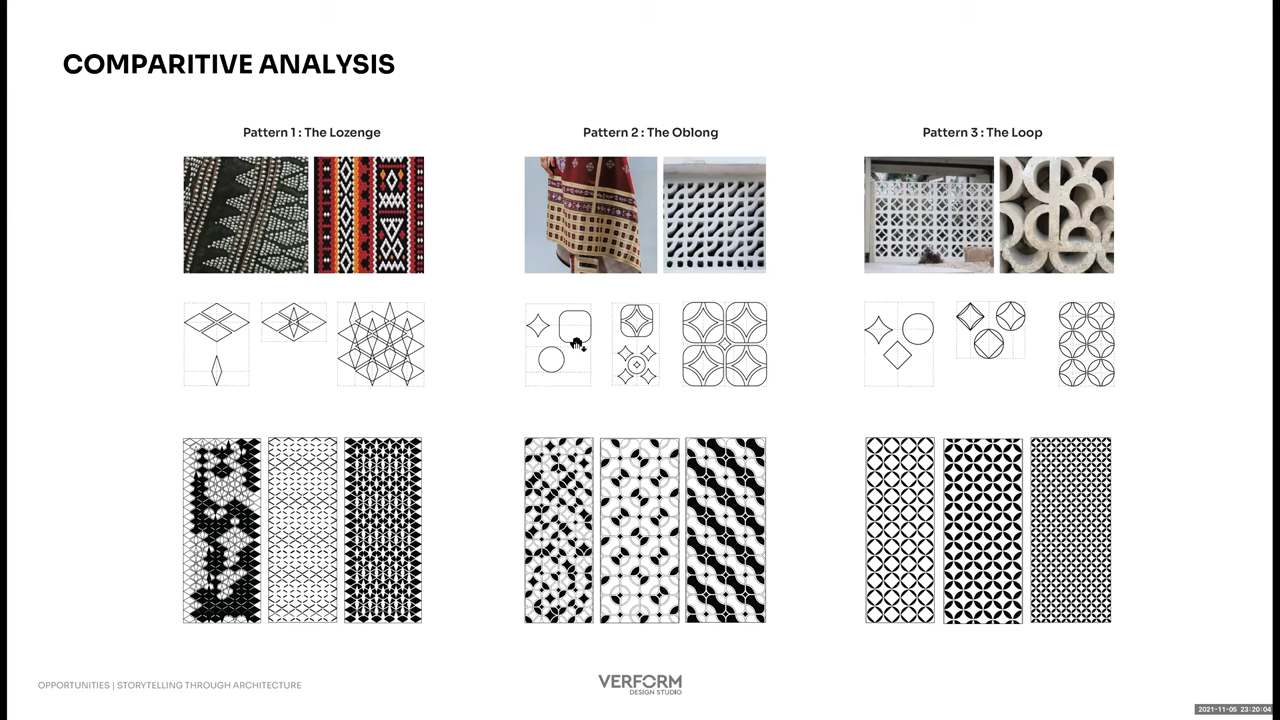 COMPARITIVE ANALYSIS
Pattern 1 : The Lozenge
Pattern 2 : The Oblong
Pattern 3 : The Loop
OPPORTUNITIES | STORYTELLING THROUGH ARCHITECTURE
VERFORM
DESIGN STUDIO
2021-11-05 23:20:04